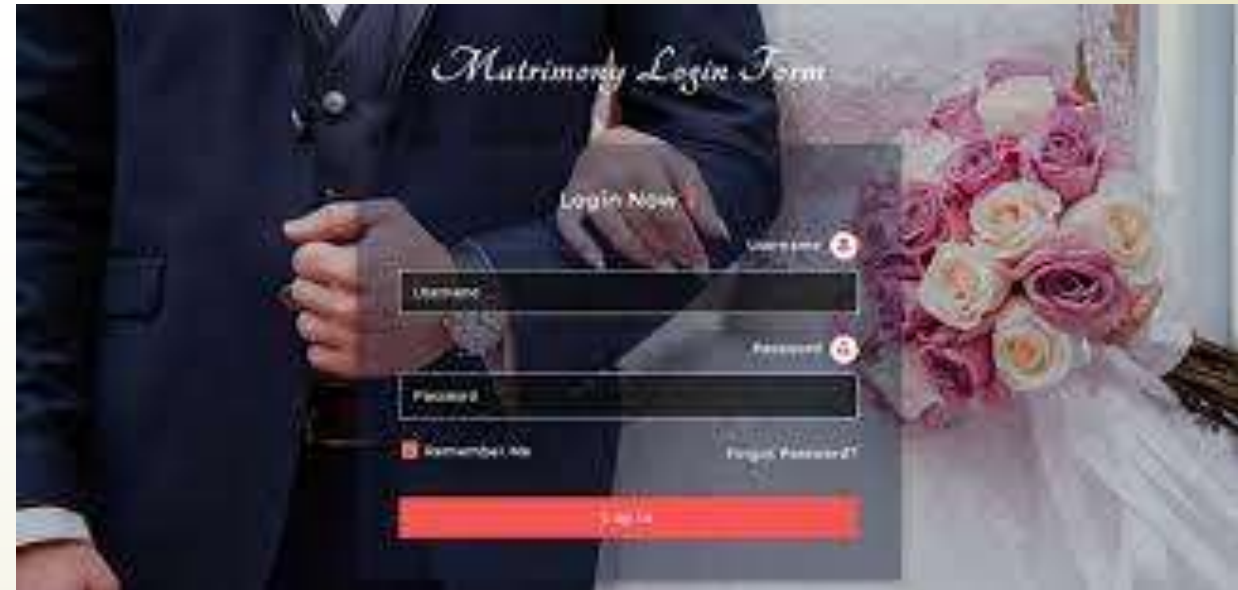 Matrimony Login Form
Login Now
Username
Username
Password
Password
Remember Me Forgot Password?
Log In